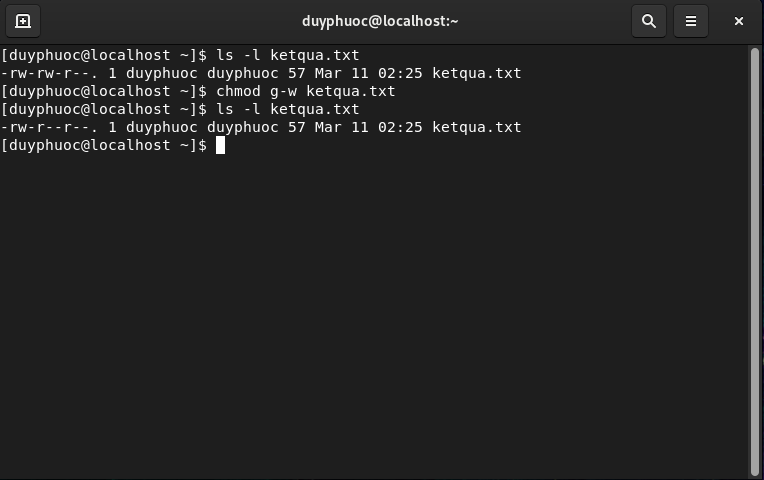 duyphuoc@localhost:~
[duyphuoc@localhost ~]$ ls -l ketqua.txt
-rw-rw-r--. 1 duyphuoc duyphuoc 57 Mar 11 02:25 ketqua.txt
[duyphuoc@localhost ~]$ chmod g-w ketqua.txt
[duyphuoc@localhost ~]$ ls -l ketqua.txt
-rw-r--r--. 1 duyphuoc duyphuoc 57 Mar 11 02:25 ketqua.txt
[duyphuoc@localhost ~]$